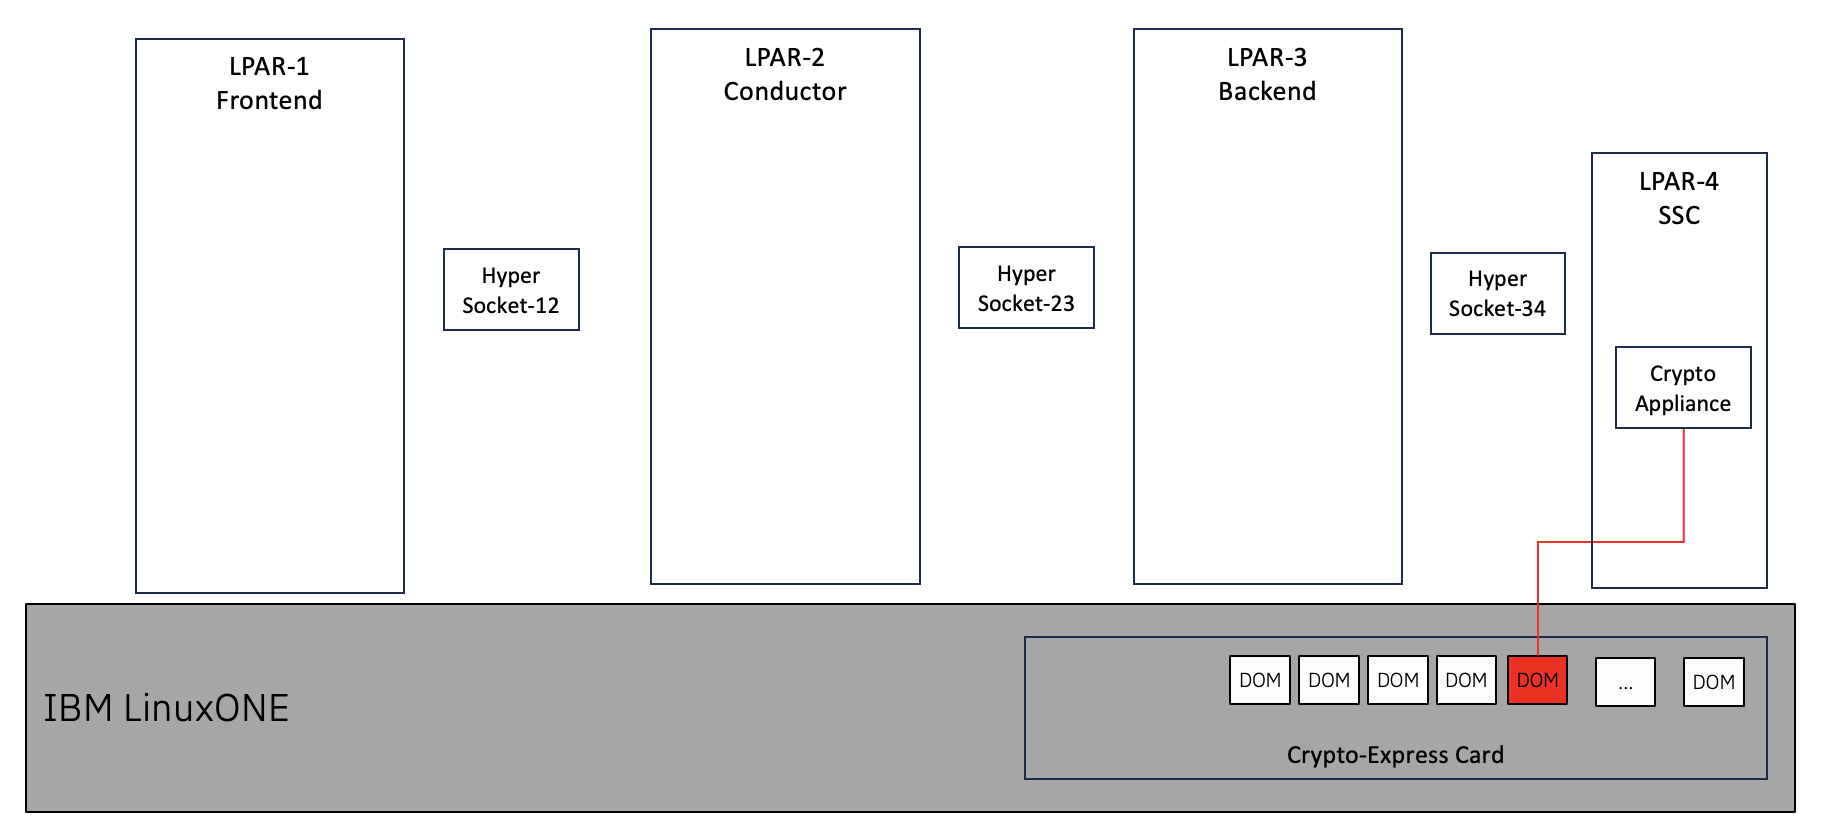 LPAR-1
Frontend
LPAR-2
Conductor
LPAR-3
Backend
LPAR-4
SSC
Hyper
Socket-12
Hyper
Socket-23
Hyper
Socket-34
Crypto
Appliance
IBM LinuxONE
DOM
DOM
DOM
DOM
DOM
...
DOM
Crypto-Express Card